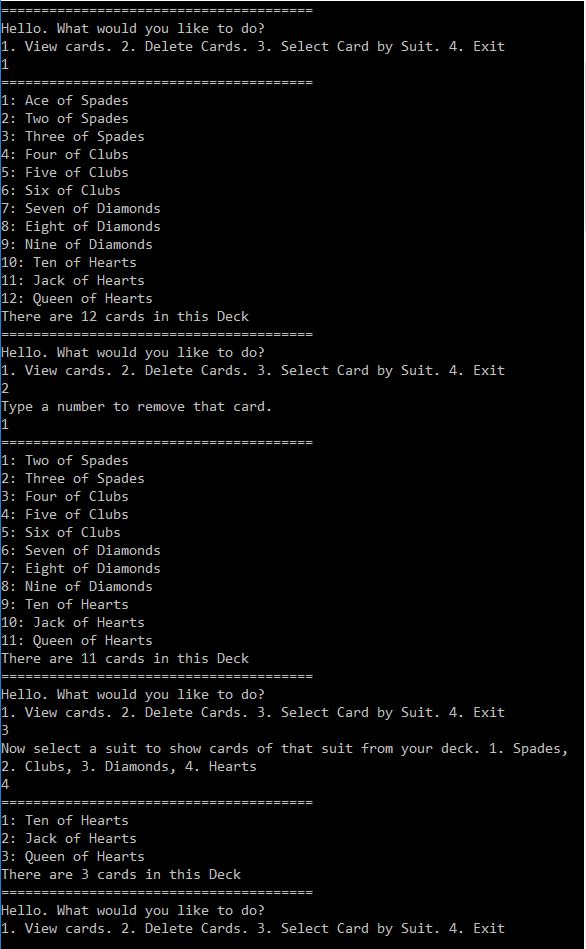 =======================================
Hello. What would you like to do?
1. View cards. 2. Delete Cards. 3. Select Card by Suit. 4. Exit
1
=======================================
1: Ace of Spades
2: Two of Spades
3: Three of Spades
4: Four of Clubs
5: Five of Clubs
6: Six of Clubs
7: Seven of Diamonds
8: Eight of Diamonds
9: Nine of Diamonds
10: Ten of Hearts
11: Jack of Hearts
12: Queen of Hearts
There are 12 cards in this Deck
=======================================
Hello. What would you like to do?
1. View cards. 2. Delete Cards. 3. Select Card by Suit. 4. Exit
2
Type a number to remove that card.
1
=======================================
1: Two of Spades
2: Three of Spades
3: Four of Clubs
4: Five of Clubs
5: Six of Clubs
6: Seven of Diamonds
7: Eight of Diamonds
8: Nine of Diamonds
9: Ten of Hearts
10: Jack of Hearts
11: Queen of Hearts
There are 11 cards in this Deck
=======================================
Hello. What would you like to do?
1. View cards. 2. Delete Cards. 3. Select Card by Suit. 4. Exit
3
Now select a suit to show cards of that suit from your deck. 1. Spades,
2. Clubs, 3. Diamonds, 4. Hearts
4
=======================================
1: Ten of Hearts
2: Jack of Hearts
3: Queen of Hearts
There are 3 cards in this Deck
=======================================
Hello. What would you like to do?
1. View cards. 2. Delete Cards. 3. Select Card by Suit. 4. Exit